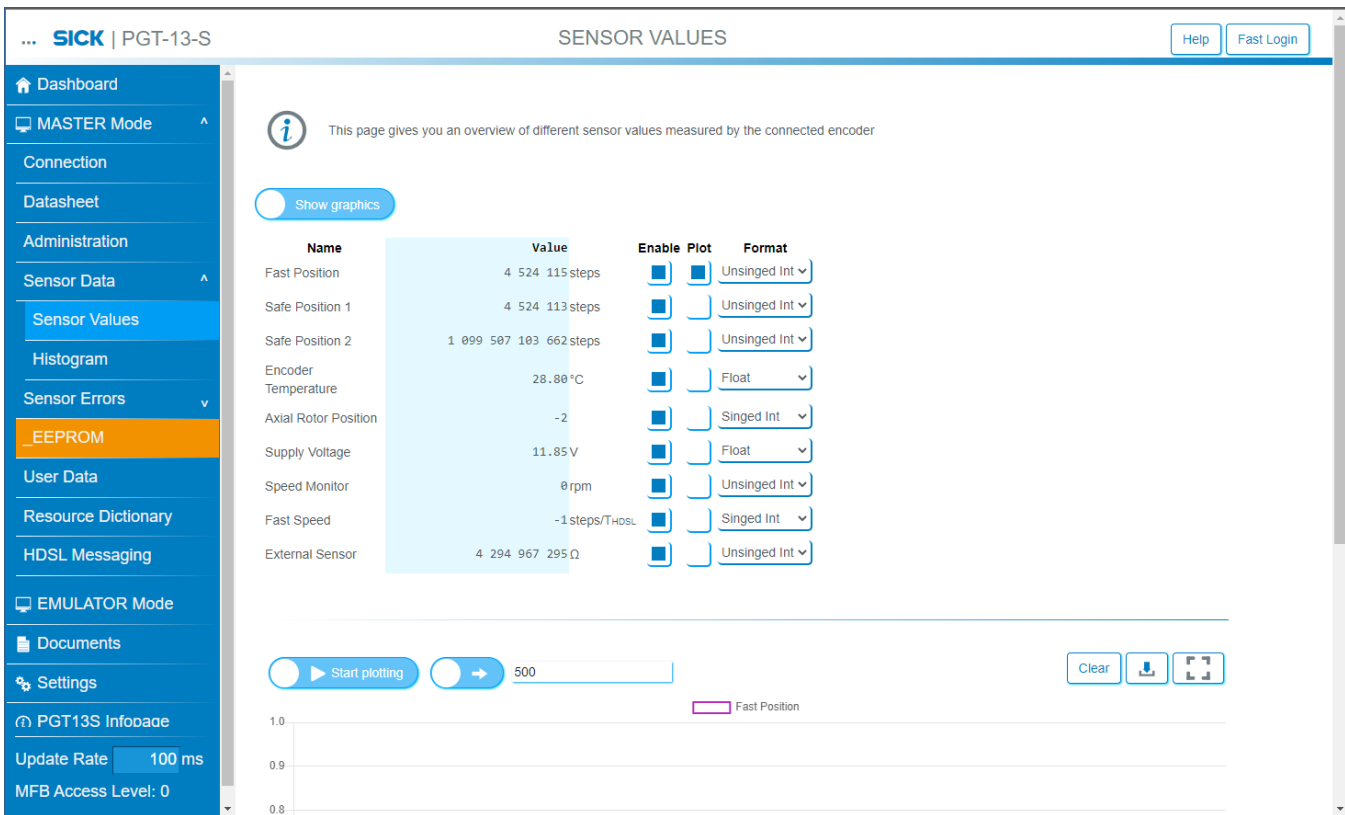 ... SICK | PGT-13-S SENSOR VALUES Help Fast Login
Dashboard
MASTER Mode ^
Connection
Datasheet
Administration
Sensor Data ^
Sensor Values
Histogram
Sensor Errors v
_EEPROM
User Data
Resource Dictionary
HDSL Messaging
EMULATOR Mode
Documents
Settings
PGT13S Infopage
Update Rate 100 ms
MFB Access Level: 0
This page gives you an overview of different sensor values measured by the connected encoder
Show graphics
Name Value Enable Plot Format
Fast Position 4 524 115 steps Unsinged Int
Safe Position 1 4 524 113 steps Unsinged Int
Safe Position 2 1 099 507 103 662 steps Unsinged Int
Encoder
Temperature 28.80 °C Float
Axial Rotor Position -2 Singed Int
Supply Voltage 11.85 V Float
Speed Monitor 0 rpm Unsinged Int
Fast Speed -1 steps/THDSL Singed Int
External Sensor 4 294 967 295 Ω Unsinged Int
Start plotting 500 Clear
Fast Position
1.0
0.9
0.8